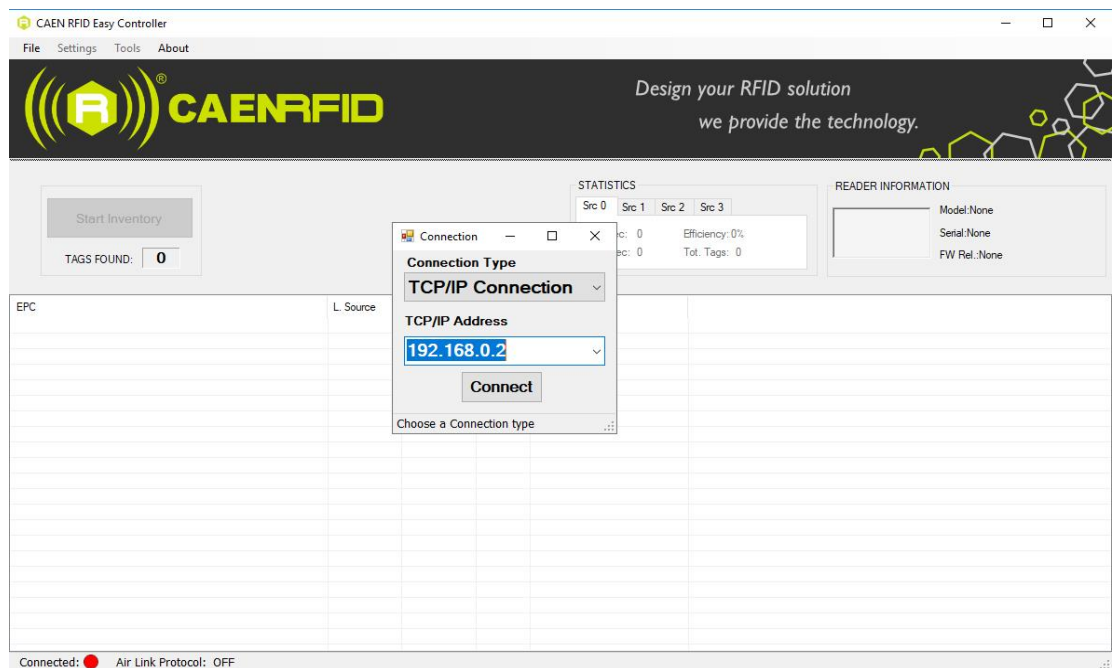 CAEN RFID Easy Controller
File Settings Tools About
R
®
CAENRFID
Design your RFID solution
we provide the technology.
Start Inventory
TAGS FOUND: 0
STATISTICS
Src 0 Src 1 Src 2 Src 3
Efficiency: 0%
0
Tot. Tags: 0
0
READER INFORMATION
Model:None
Serial:None
FW Rel.:None
Connection
Connection Type
TCP/IP Connection
TCP/IP Address
192.168.0.2
Connect
Choose a Connection type
EPC L. Source
Connected: Air Link Protocol: OFF